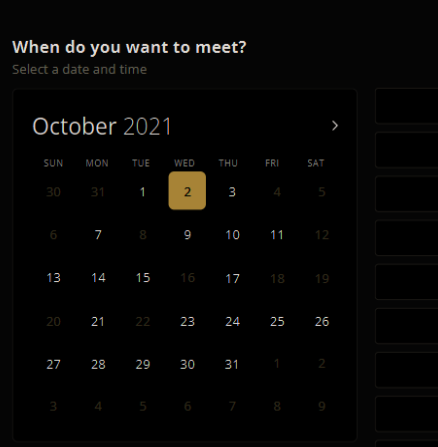 When do you want to meet?
Select a date and time
October 2021
SUN MON TUE WED THU FRI SAT
30 31 1 2 3 4 5
6 7 8 9 10 11 12
13 14 15 16 17 18 19
20 21 22 23 24 25 26
27 28 29 30 31 1 2
3 4 5 6 7 8 9